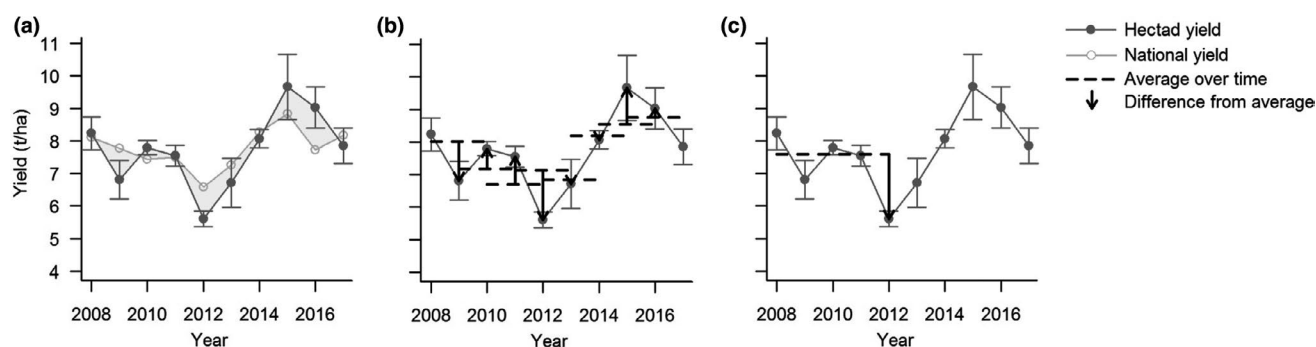 (a)
(b)
(c)
Yield (t/ha)
11
10
9
8
7
6
5
4
2008 2010 2012 2014 2016
Year
2008 2010 2012 2014 2016
Year
2008 2010 2012 2014 2016
Year
Hectad yield
National yield
Average over time
Difference from average